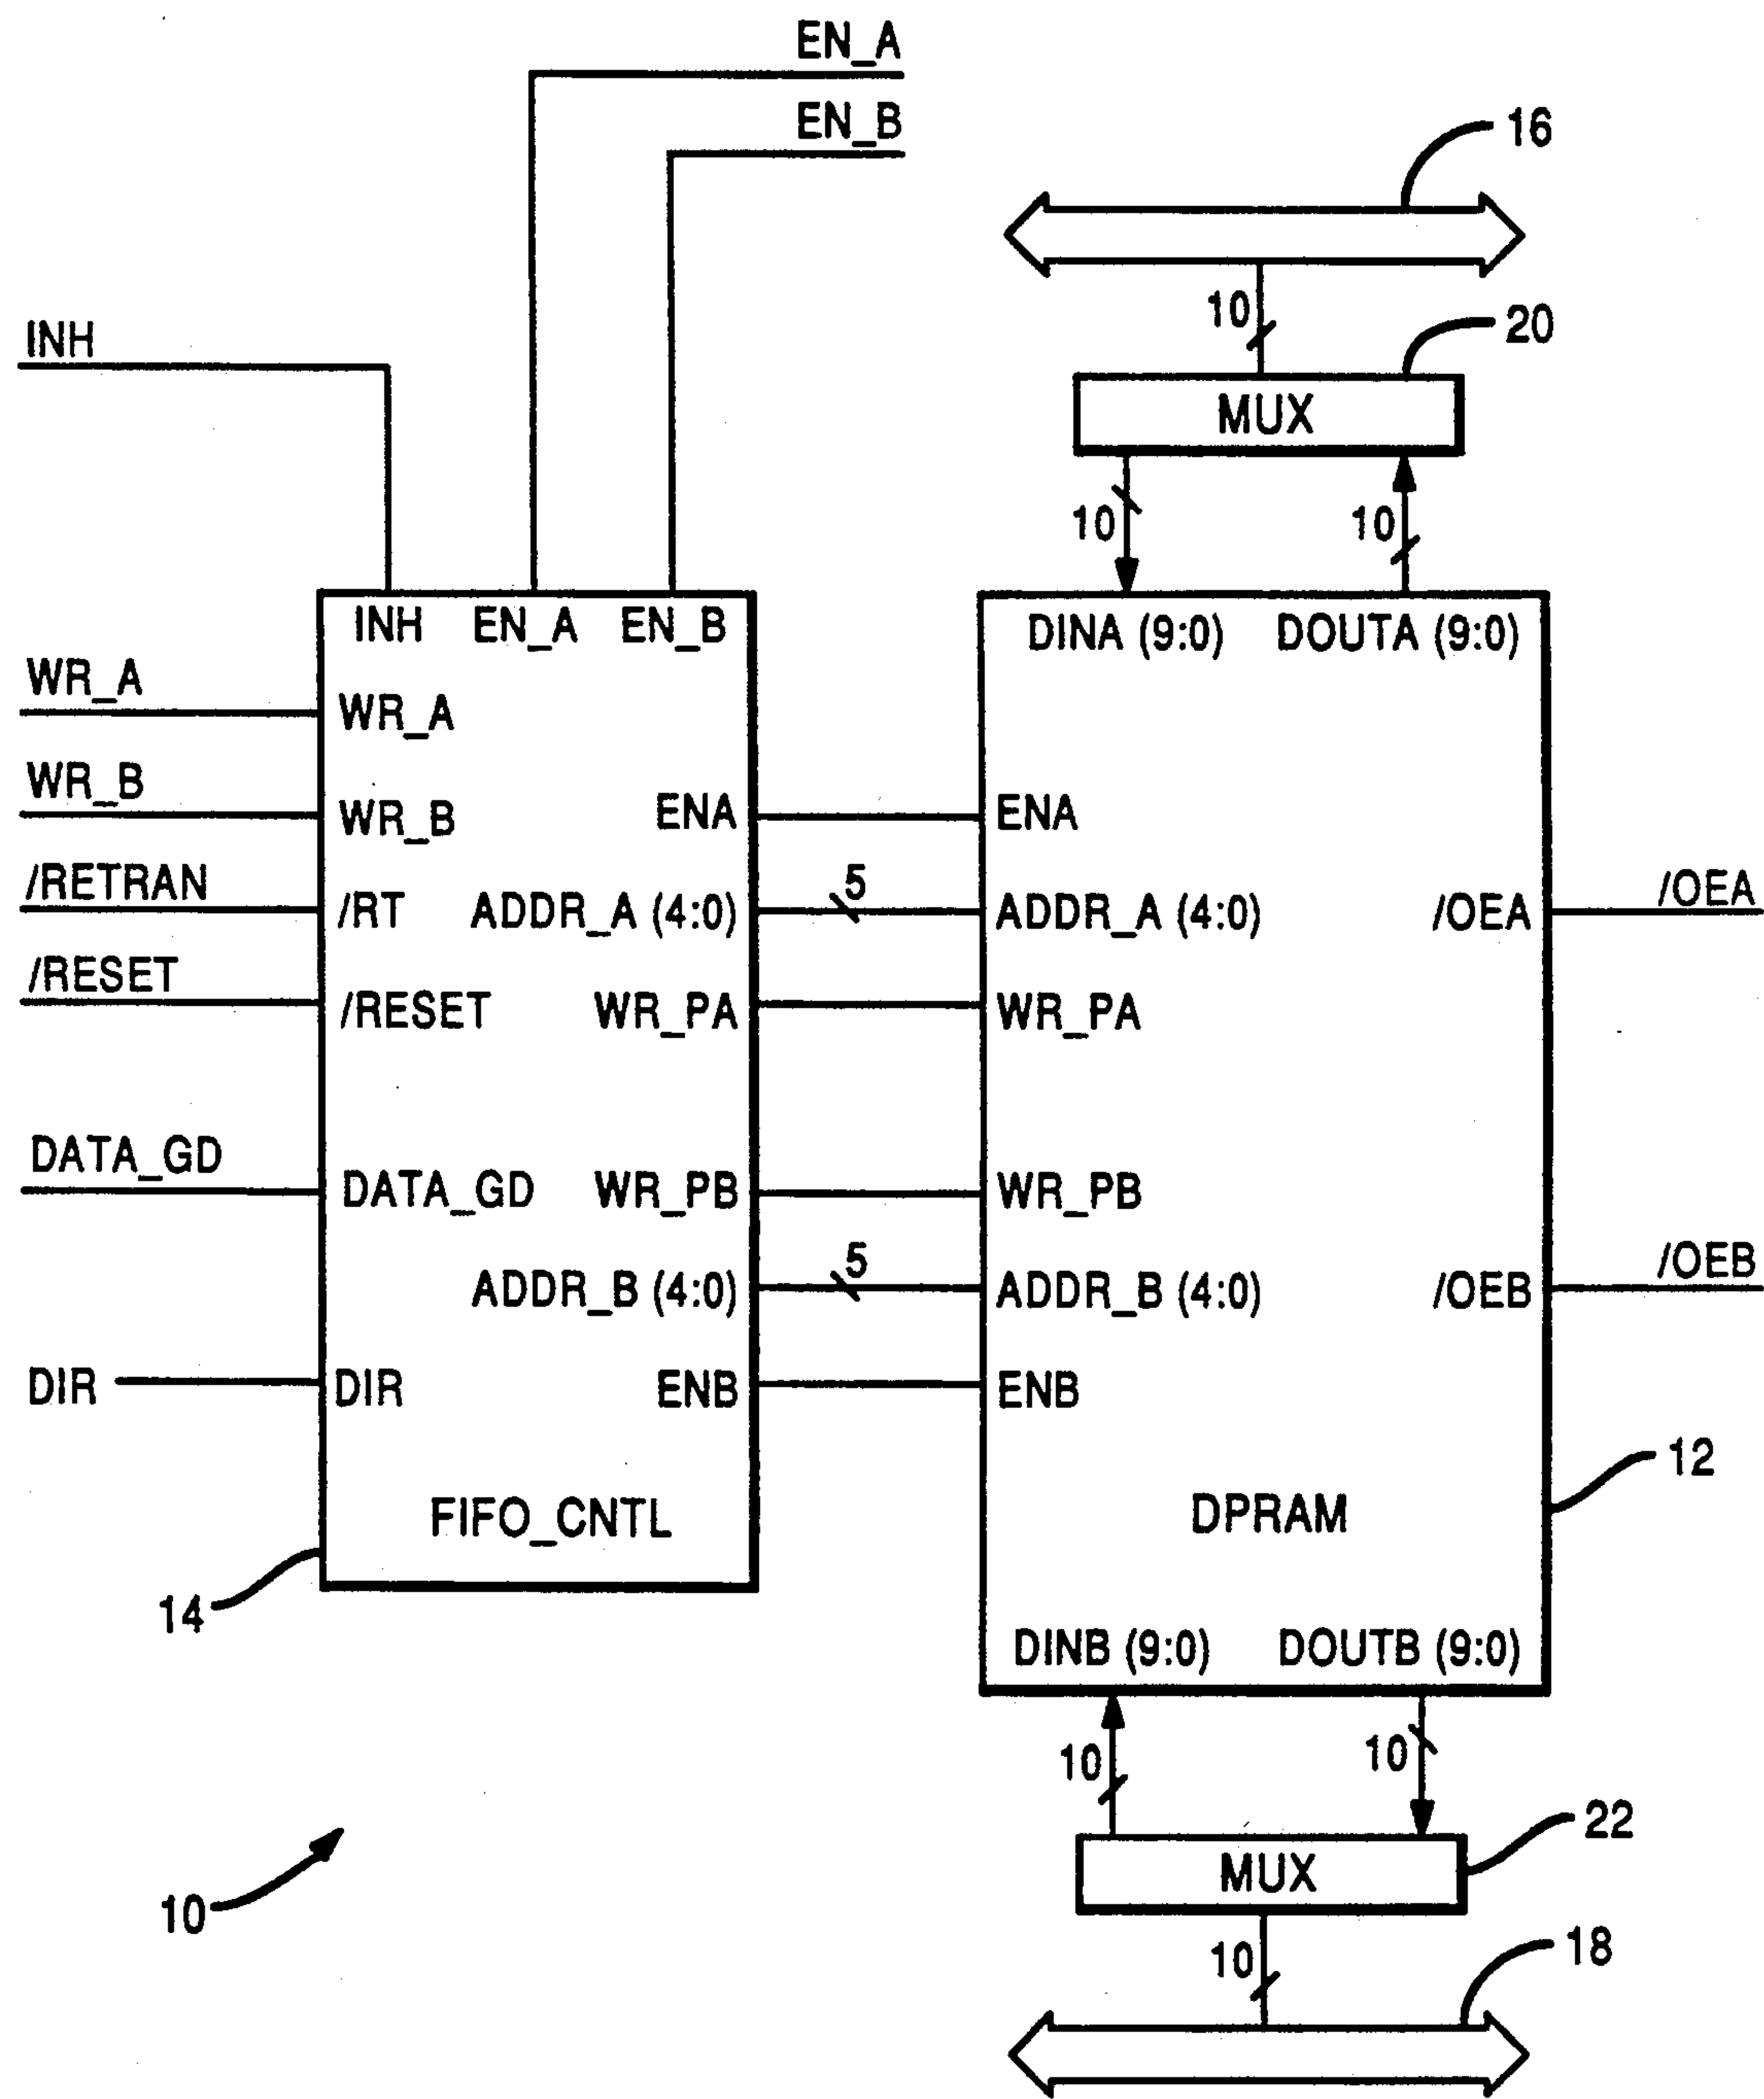 EN_A
EN_B
16
10
20
INH
MUX
10
10
INH EN_A EN_B
DINA (9:0) DOUTA (9:0)
WR_A
WR_A
WR_B
WR_B
ENA
ENA
/RETRAN
/RT
ADDR_A (4:0)
5
ADDR_A (4:0)
/OEA
/OEA
/RESET
/RESET
WR_PA
WR_PA
DATA_GD
DATA_GD
WR_PB
WR_PB
ADDR_B (4:0)
5
ADDR_B (4:0)
/OEB
/OEB
DIR
DIR
ENB
ENB
12
FIFO_CNTL
DPRAM
14
DINB (9:0) DOUTB (9:0)
10
10
22
MUX
10
10
18